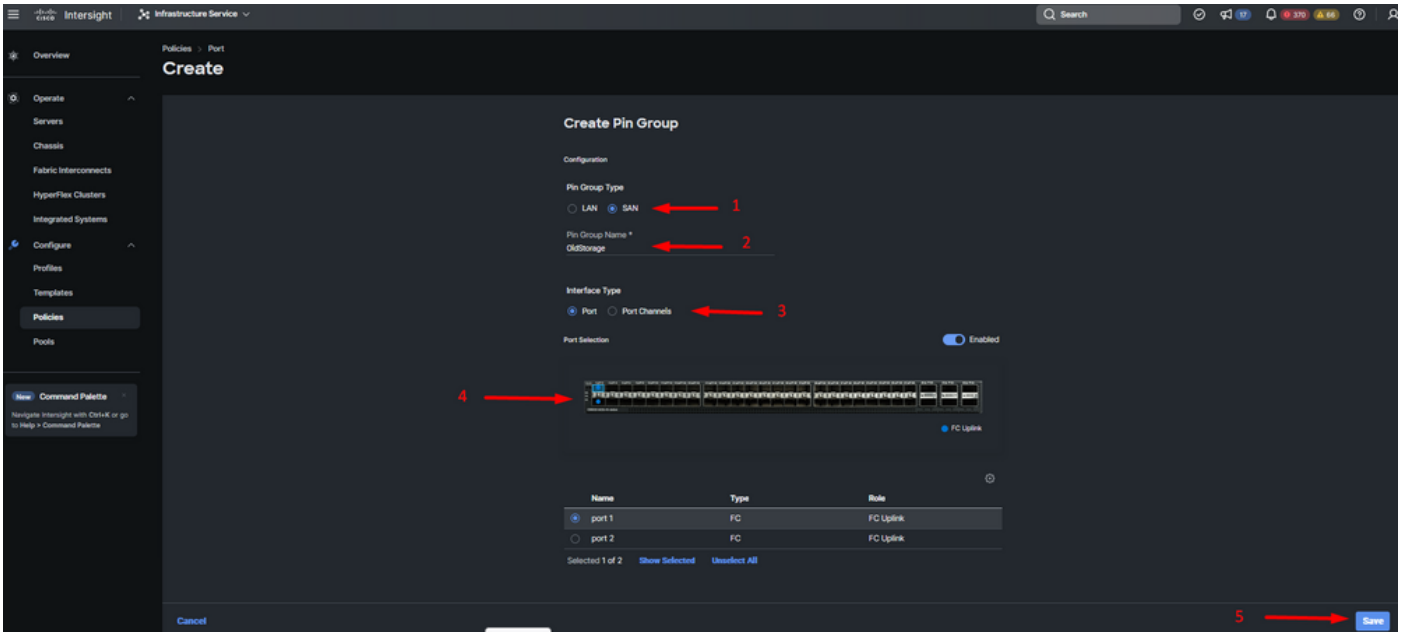 CISCO Intersight Infrastructure Service Search 17 370 66
Overview
Operate
Servers
Chassis
Fabric Interconnects
HyperFlex Clusters
Integrated Systems
Configure
Profiles
Templates
Policies
Pools
New Command Palette
Navigate Intersight with Ctrl+K or go
to Help > Command Palette
Policies > Port
Create
Create Pin Group
Configuration
Pin Group Type
LAN SAN 1
Pin Group Name *
OldStorage 2
Interface Type
Port Port Channels 3
Port Selection Enabled
4
FC Uplink
Name Type Role
port 1 FC FC Uplink
port 2 FC FC Uplink
Selected 1 of 2 Show Selected Unselect All
Cancel 5 Save